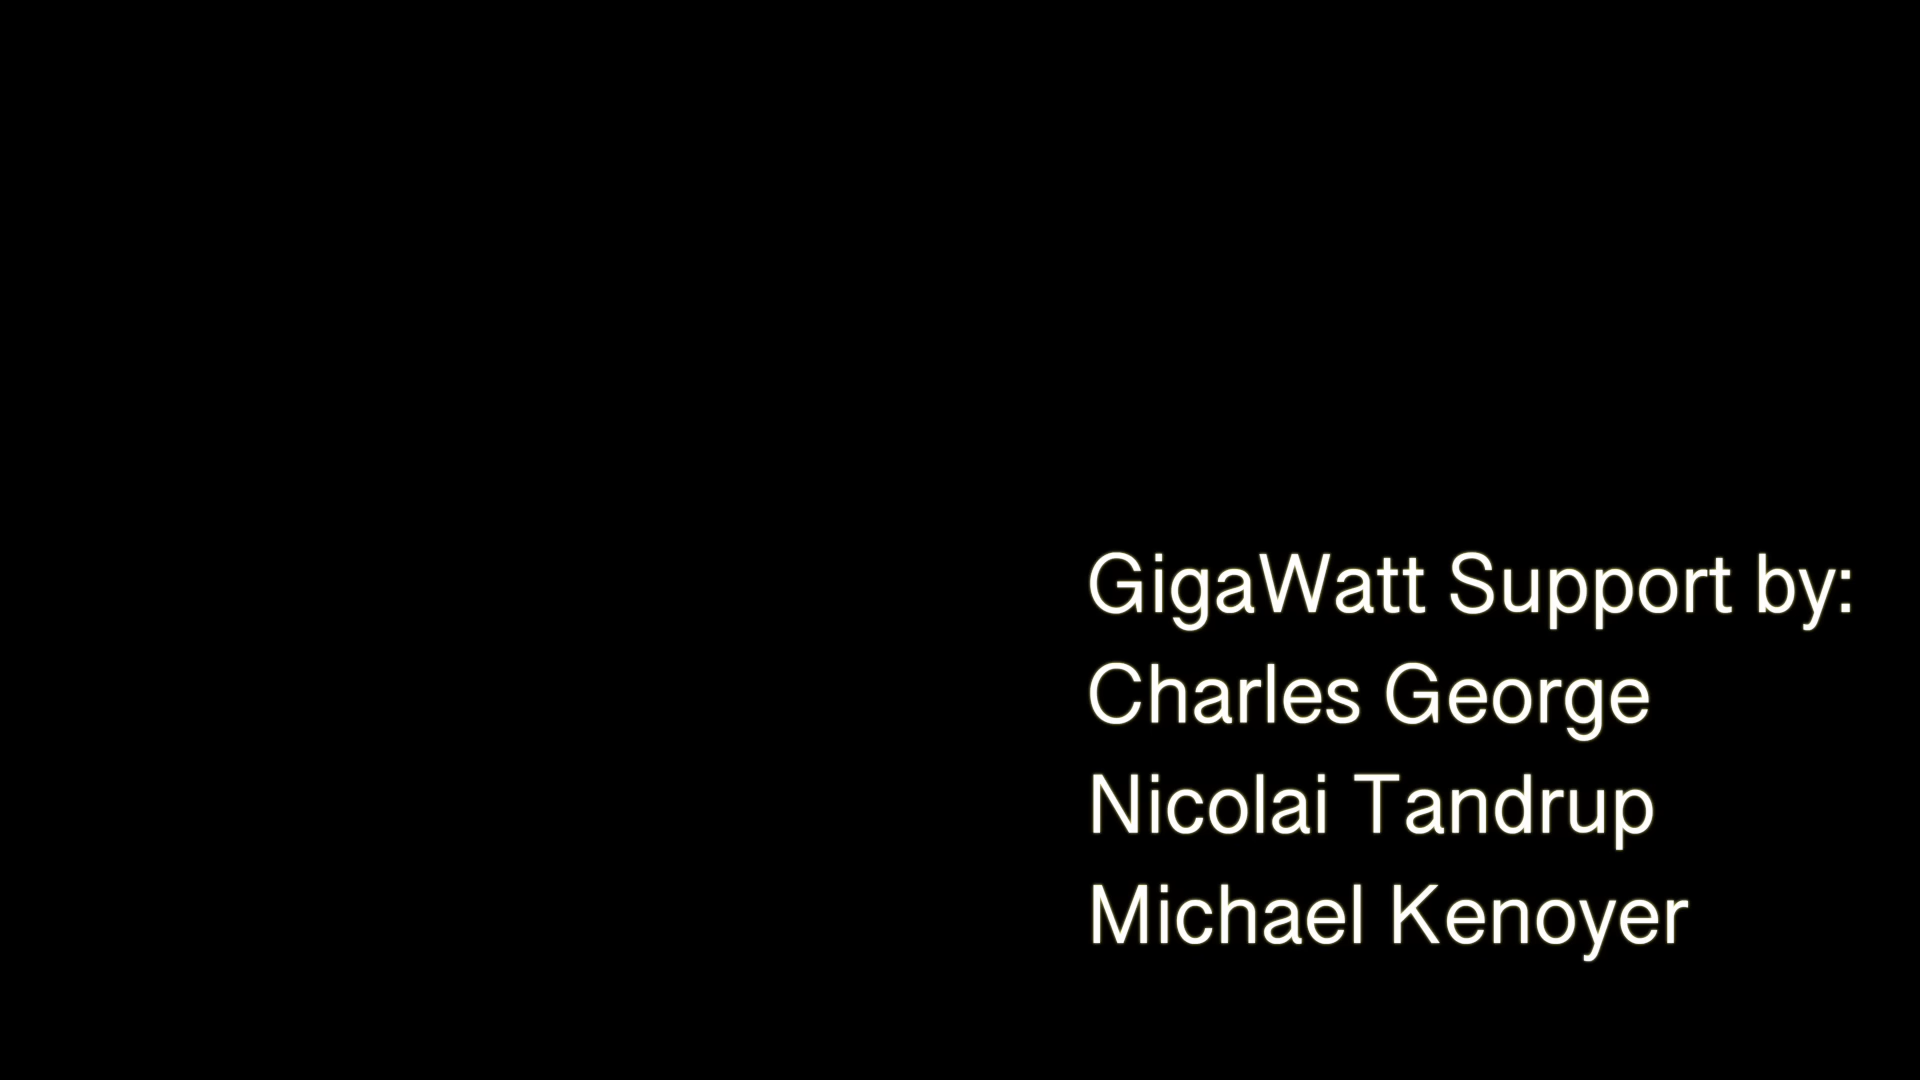 GigaWatt Support by:
Charles George
Nicolai Tandrup
Michael Kenoyer